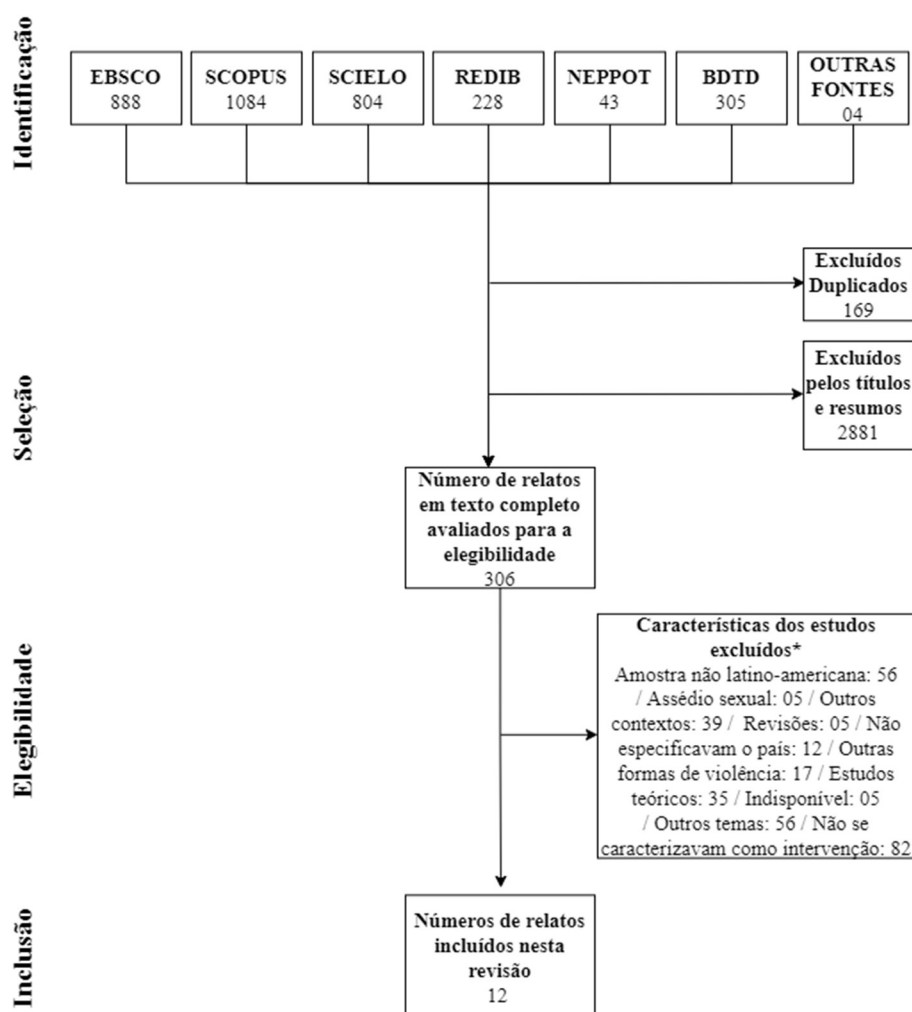 Identificação
EBSCO
888
SCOPUS
1084
SCIELO
804
REDIB
228
NEPPOT
43
BDTD
305
OUTRAS
FONTES
04
Seleção
Excluídos
Duplicados
169
Excluídos
pelos títulos
e resumos
2881
Número de relatos
em texto completo
avaliados para a
elegibilidade
306
Elegibilidade
Características dos estudos
excluídos*
Amostra não latino-americana: 56
/ Assédio sexual: 05 / Outros
contextos: 39 / Revisões: 05 / Não
especificavam o país: 12 / Outras
formas de violência: 17 / Estudos
teóricos: 35 / Indisponível: 05
/ Outros temas: 56 / Não se
caracterizavam como intervenção: 82
Inclusão
Números de relatos
incluídos nesta
revisão
12